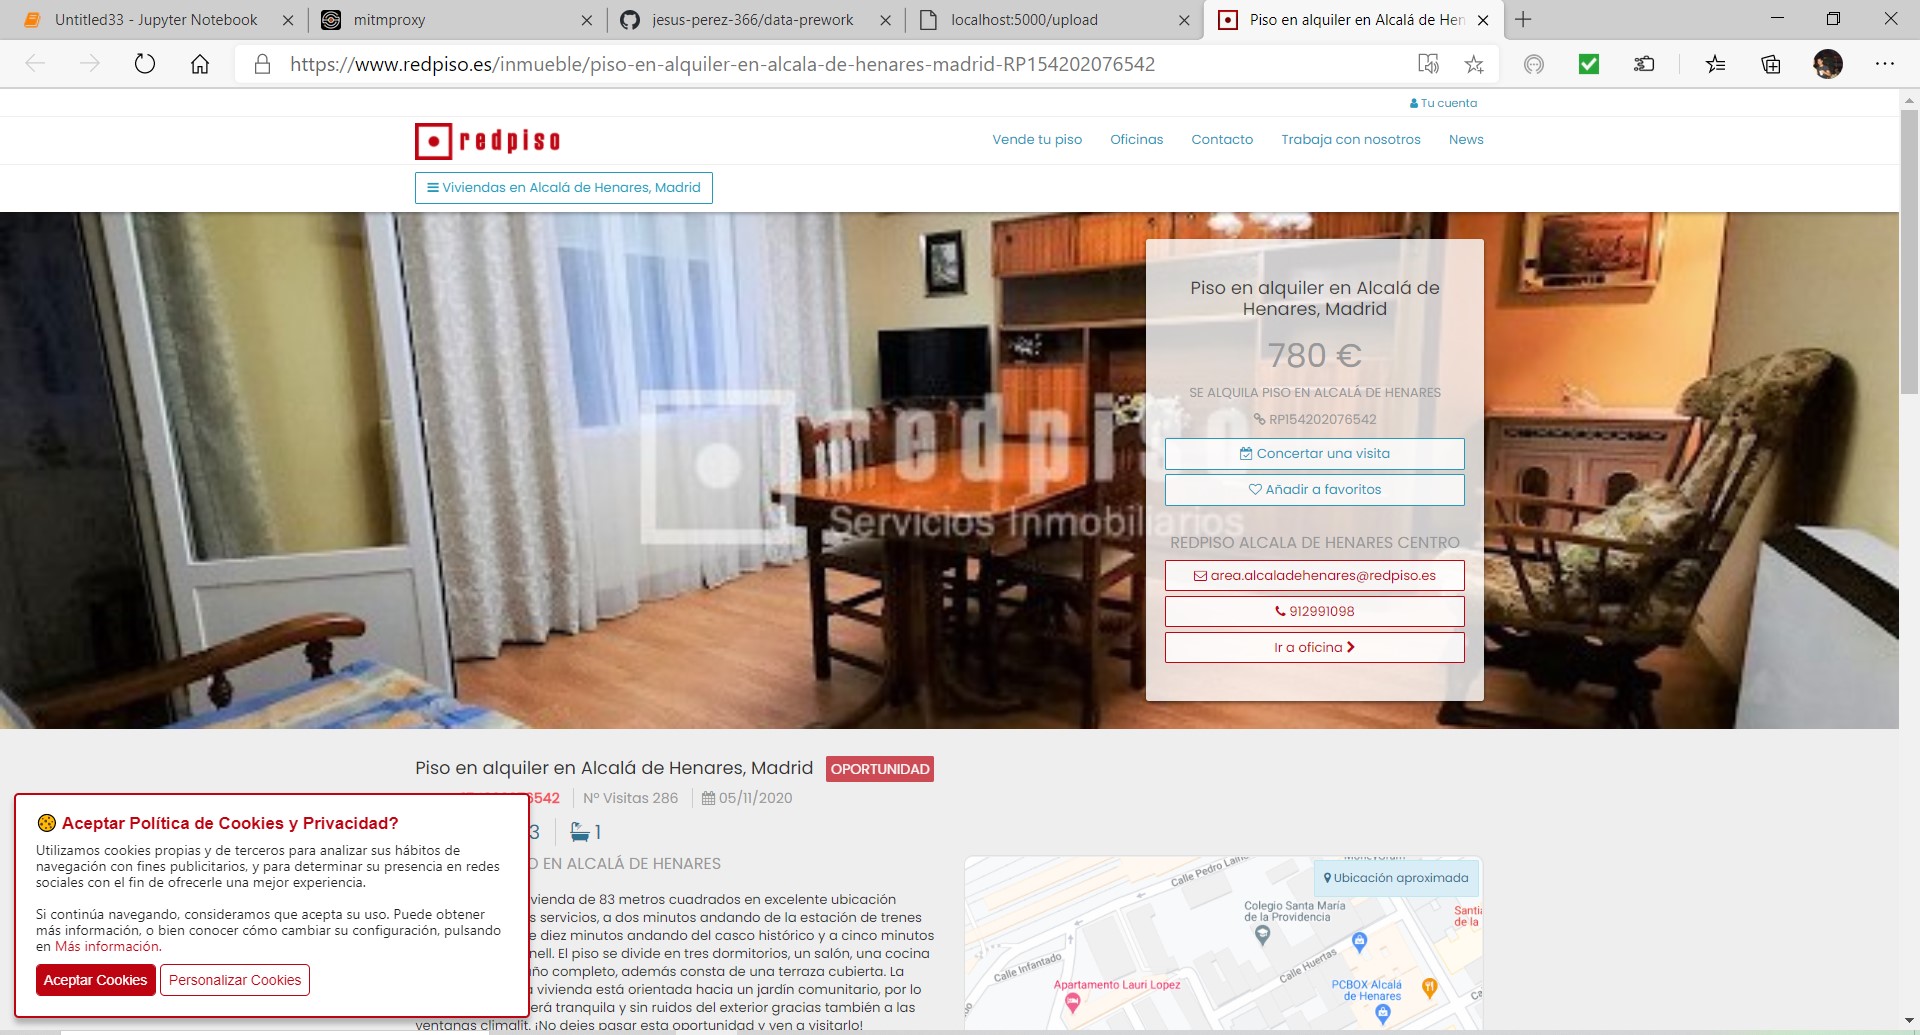 Untitled33 - Jupyter Notebook
mitmproxy
jesus-perez-366/data-prework
localhost:5000/upload
Piso en alquiler en Alcalá de Hen
https://www.redpiso.es/inmueble/piso-en-alquiler-en-alcala-de-henares-madrid-RP154202076542
Tu cuenta
redpiso
Vende tu piso
Oficinas
Contacto
Trabaja con nosotros
News
Viviendas en Alcalá de Henares, Madrid
redpiso
Servicios Inmobiliarios
Piso en alquiler en Alcalá de
Henares, Madrid
780 €
SE ALQUILA PISO EN ALCALÁ DE HENARES
RP154202076542
Concertar una visita
Añadir a favoritos
REDPISO ALCALA DE HENARES CENTRO
area.alcaladehenares@redpiso.es
912991098
Ir a oficina
Piso en alquiler en Alcalá de Henares, Madrid OPORTUNIDAD
6542 Nº Visitas 286 05/11/2020
3 1
O EN ALCALÁ DE HENARES
vienda de 83 metros cuadrados en excelente ubicación
s servicios, a dos minutos andando de la estación de trenes
e diez minutos andando del casco histórico y a cinco minutos
nell. El piso se divide en tres dormitorios, un salón, una cocina
ño completo, además consta de una terraza cubierta. La
a vivienda está orientada hacia un jardín comunitario, por lo
erá tranquila y sin ruidos del exterior gracias también a las
ventanas climalit. ¡No dejes pasar esta oportunidad y ven a visitarlo!
Aceptar Política de Cookies y Privacidad?
Utilizamos cookies propias y de terceros para analizar sus hábitos de
navegación con fines publicitarios, y para determinar su presencia en redes
sociales con el fin de ofrecerle una mejor experiencia.
Si continúa navegando, consideramos que acepta su uso. Puede obtener
más información, o bien conocer cómo cambiar su configuración, pulsando
en Más información.
Aceptar Cookies
Personalizar Cookies
Ubicación aproximada
Calle Pedro Laín
Colegio Santa María
de la Providencia
Santi
de la
Calle Infantado
Calle Huertas
Apartamento Lauri Lopez
PCBOX Alcalá
de Henares